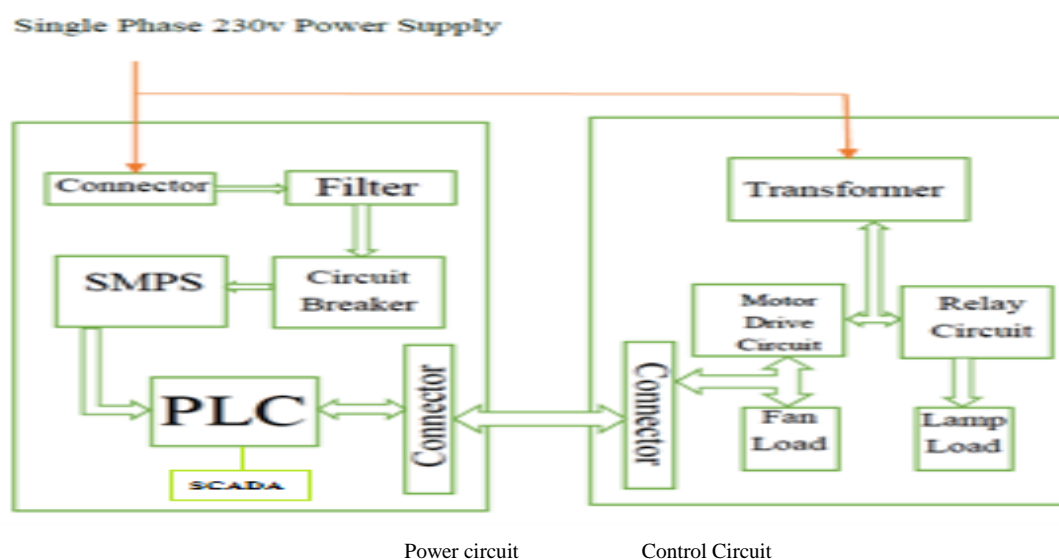 Single Phase 230v Power Supply
Connector
Filter
SMPS
Circuit
Breaker
PLC
SCADA
Connector
Transformer
Motor
Drive
Circuit
Relay
Circuit
Connector
Fan
Load
Lamp
Load
Power circuit
Control Circuit